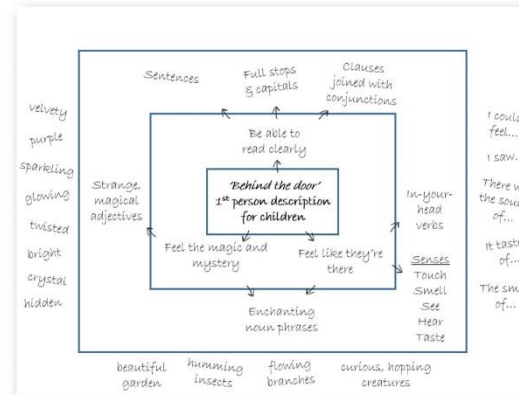 Sentences
Full stops
& capitals
Clauses
joined with
conjunctions
velvety
purple
sparkling
glowing
twisted
bright
crystal
hidden
Strange,
magical
adjectives
Be able to
read clearly
'Behind the door'
1st person description
for children
Feel the magic and
mystery
Feel like they're
there
Enchanting
noun phrases
In-your-
head
verbs
Senses
Touch
Smell
See
Hear
Taste
I could
feel...
I saw
There
the
of...
It
of...
The
of...
beautiful
garden
humming
insects
flowing
branches
curious, hopping
creatures